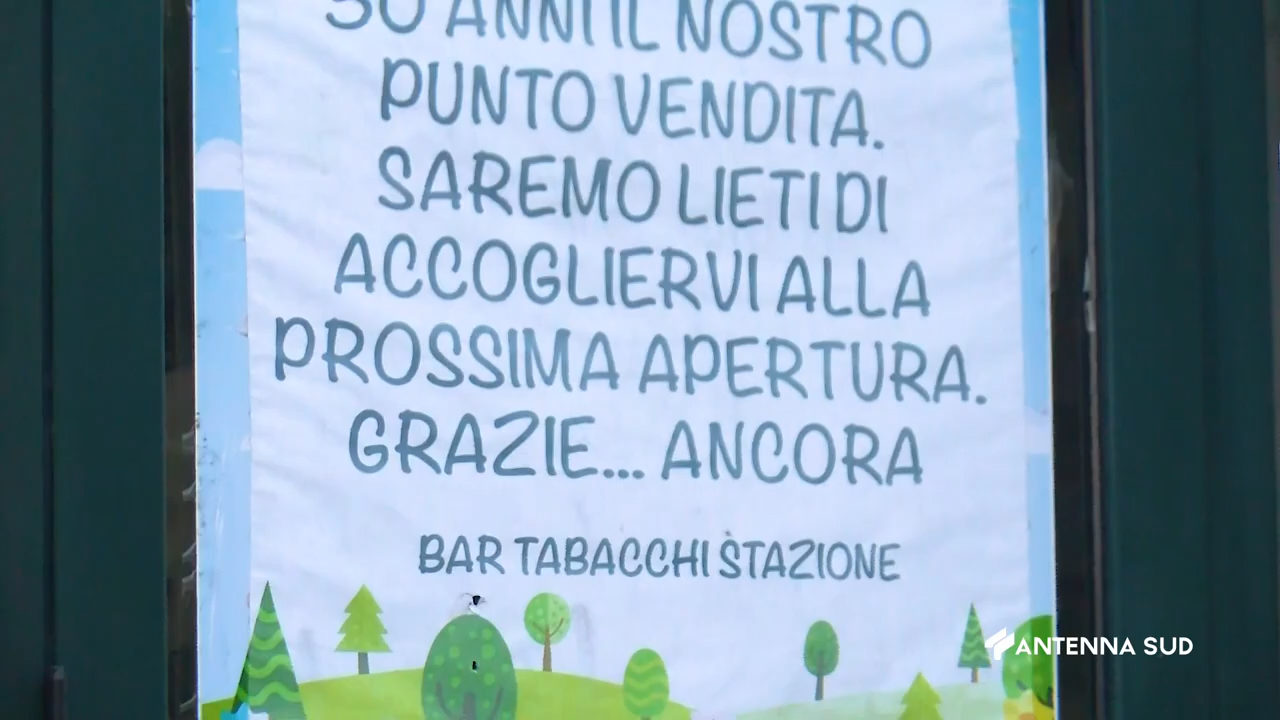 50 ANNI IL NOSTRO
PUNTO VENDITA.
SAREMO LIETI DI
ACCOGLIERVI ALLA
PROSSIMA APERTURA.
GRAZIE... ANCORA
BAR TABACCHI STAZIONE
ANTENNA SUD